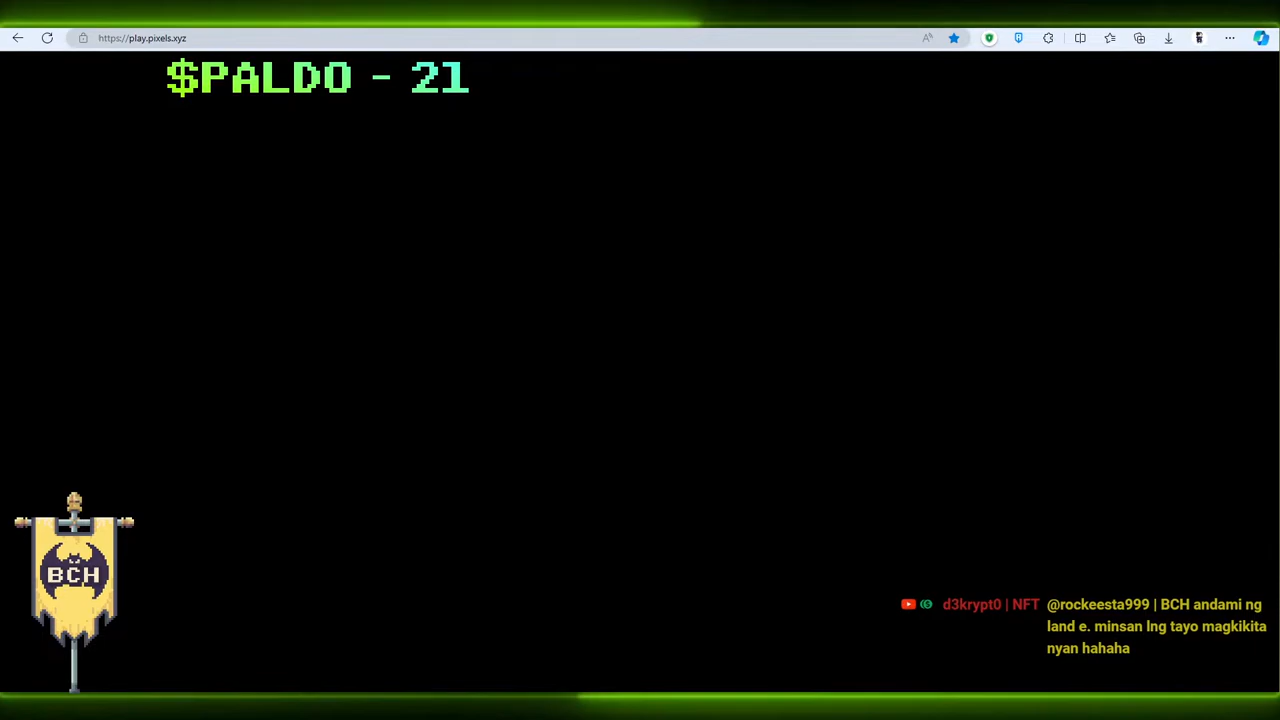 https://play.pixels.xyz
$PALDO - 21
BCH
d3krypt0 | NFT @rockeesta999 | BCH andami ng
land e. minsan lng tayo magkikita
nyan hahaha